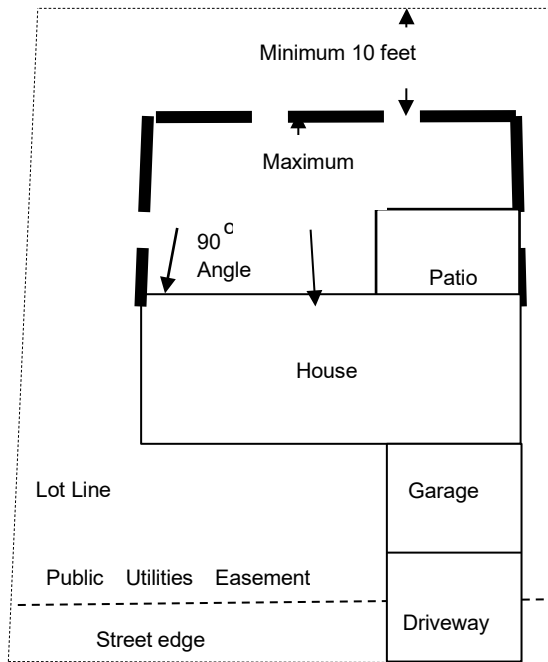 Minimum 10 feet
Maximum
90°
Angle
Patio
House
Lot Line
Garage
Public Utilities Easement
Driveway
Street edge